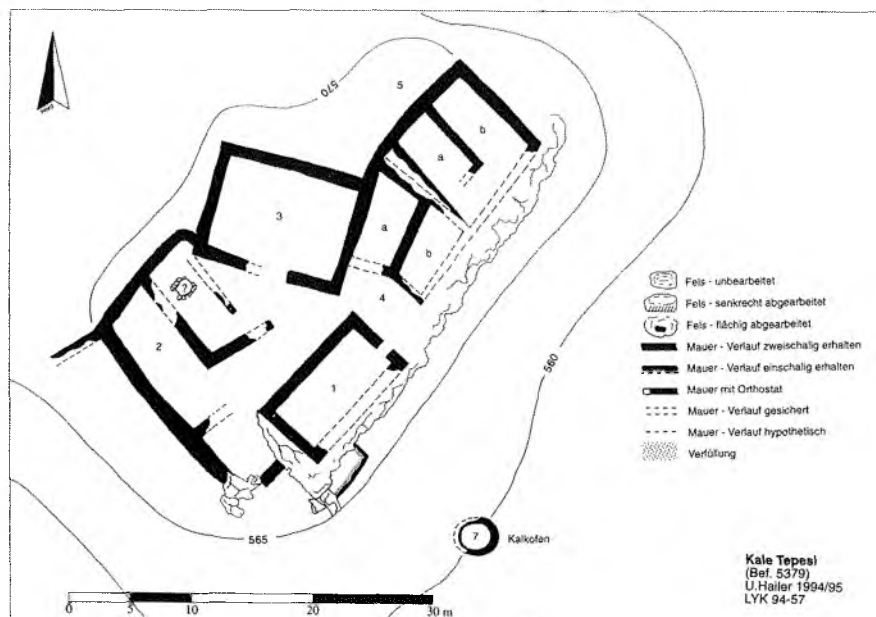 570
5
b
a
3
a
b
?
4
2
1
560
Fels - unbearbeitet
Fels - senkrecht abgearbeitet
Fels - flächig abgearbeitet
Mauer - Verlauf zweischalig erhalten
Mauer - Verlauf einschalig erhalten
Mauer mit Orthostat
Mauer - Verlauf gesichert
Mauer - Verlauf hypothetisch
Verfüllung
565
7
Kalkofen
Kale Tepesi
(Bef. 5379)
U.Hailer 1994/95
LYK 94-57
0 5 10 20 30 m